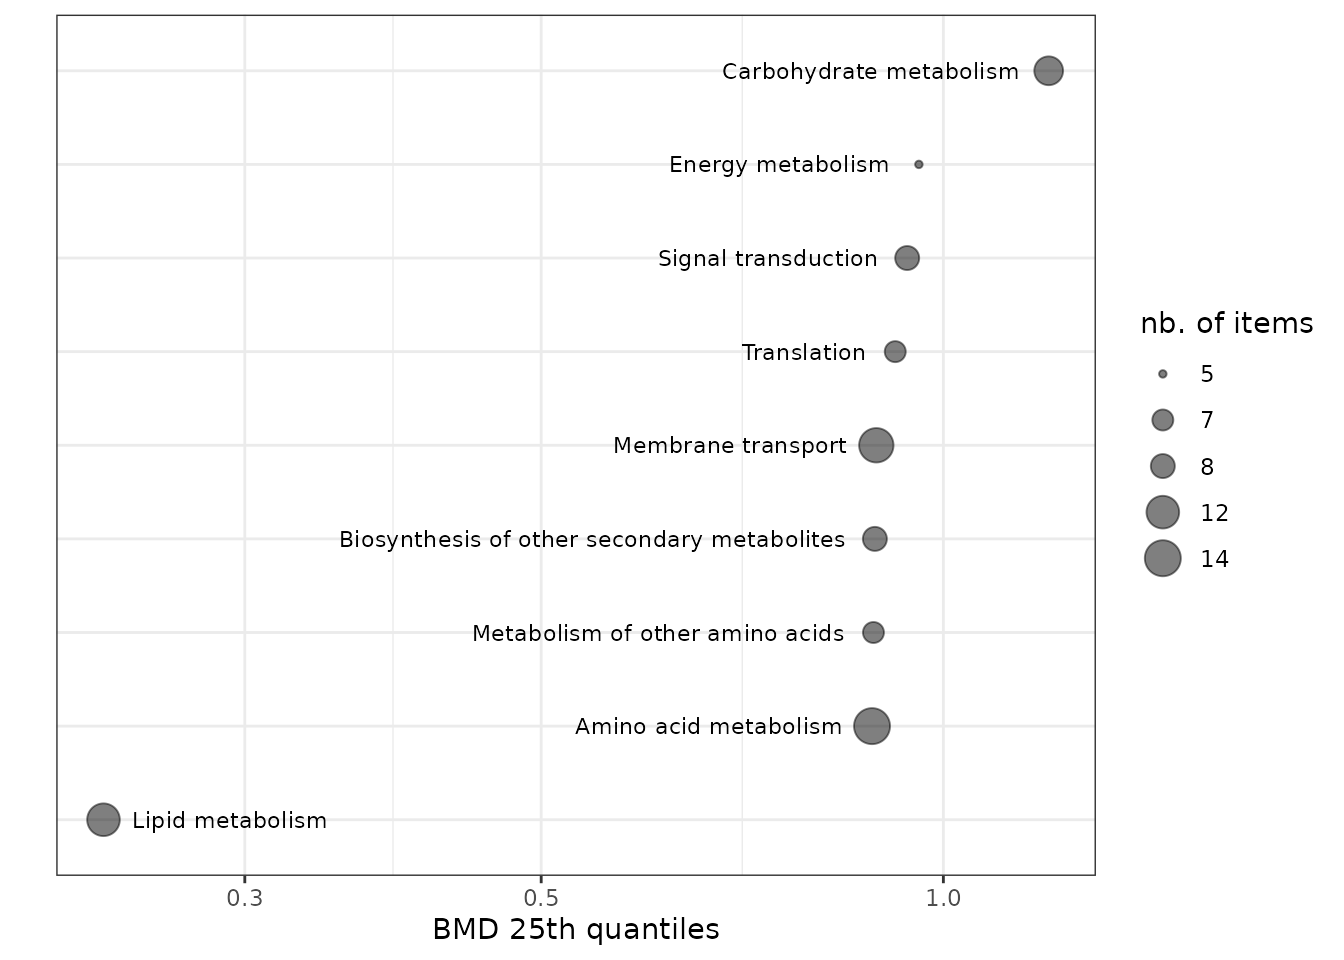 Carbohydrate metabolism
Energy metabolism
Signal transduction
Translation
Membrane transport
Biosynthesis of other secondary metabolites
Metabolism of other amino acids
Amino acid metabolism
Lipid metabolism
0.3
0.5
1.0
BMD 25th quantiles
nb. of items
5
7
8
12
14